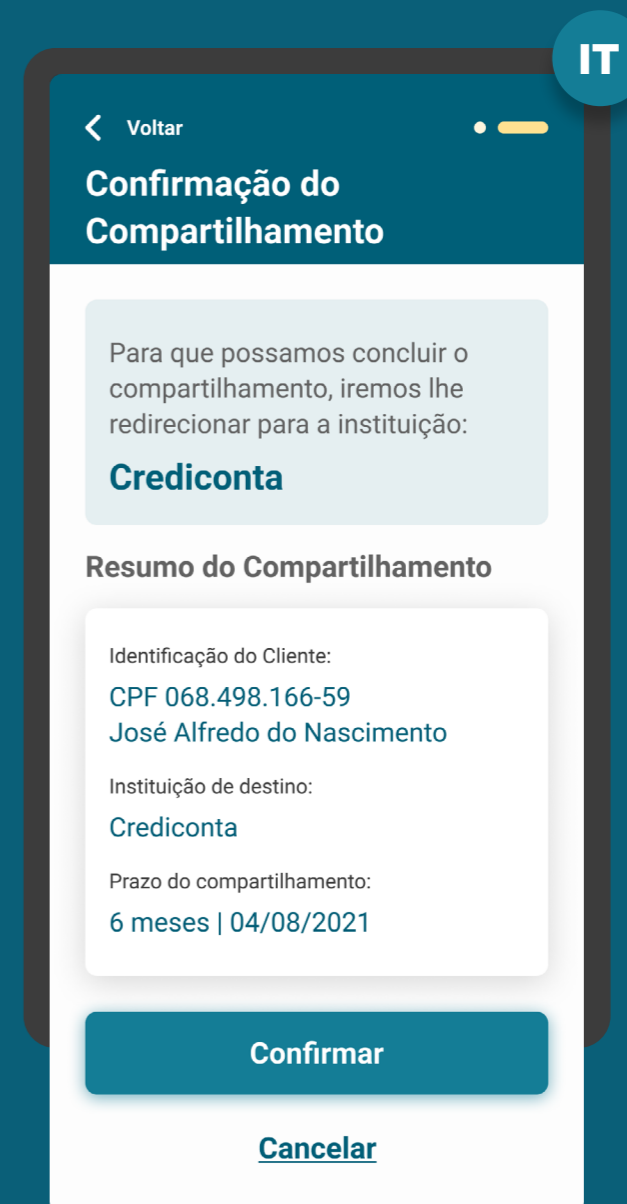 IT
Voltar
Confirmação do
Compartilhamento
Para que possamos concluir o
compartilhamento, iremos lhe
redirecionar para a instituição:
Crediconta
Resumo do Compartilhamento
Identificação do Cliente:
CPF 068.498.166-59
José Alfredo do Nascimento
Instituição de destino:
Crediconta
Prazo do compartilhamento:
6 meses | 04/08/2021
Confirmar
Cancelar